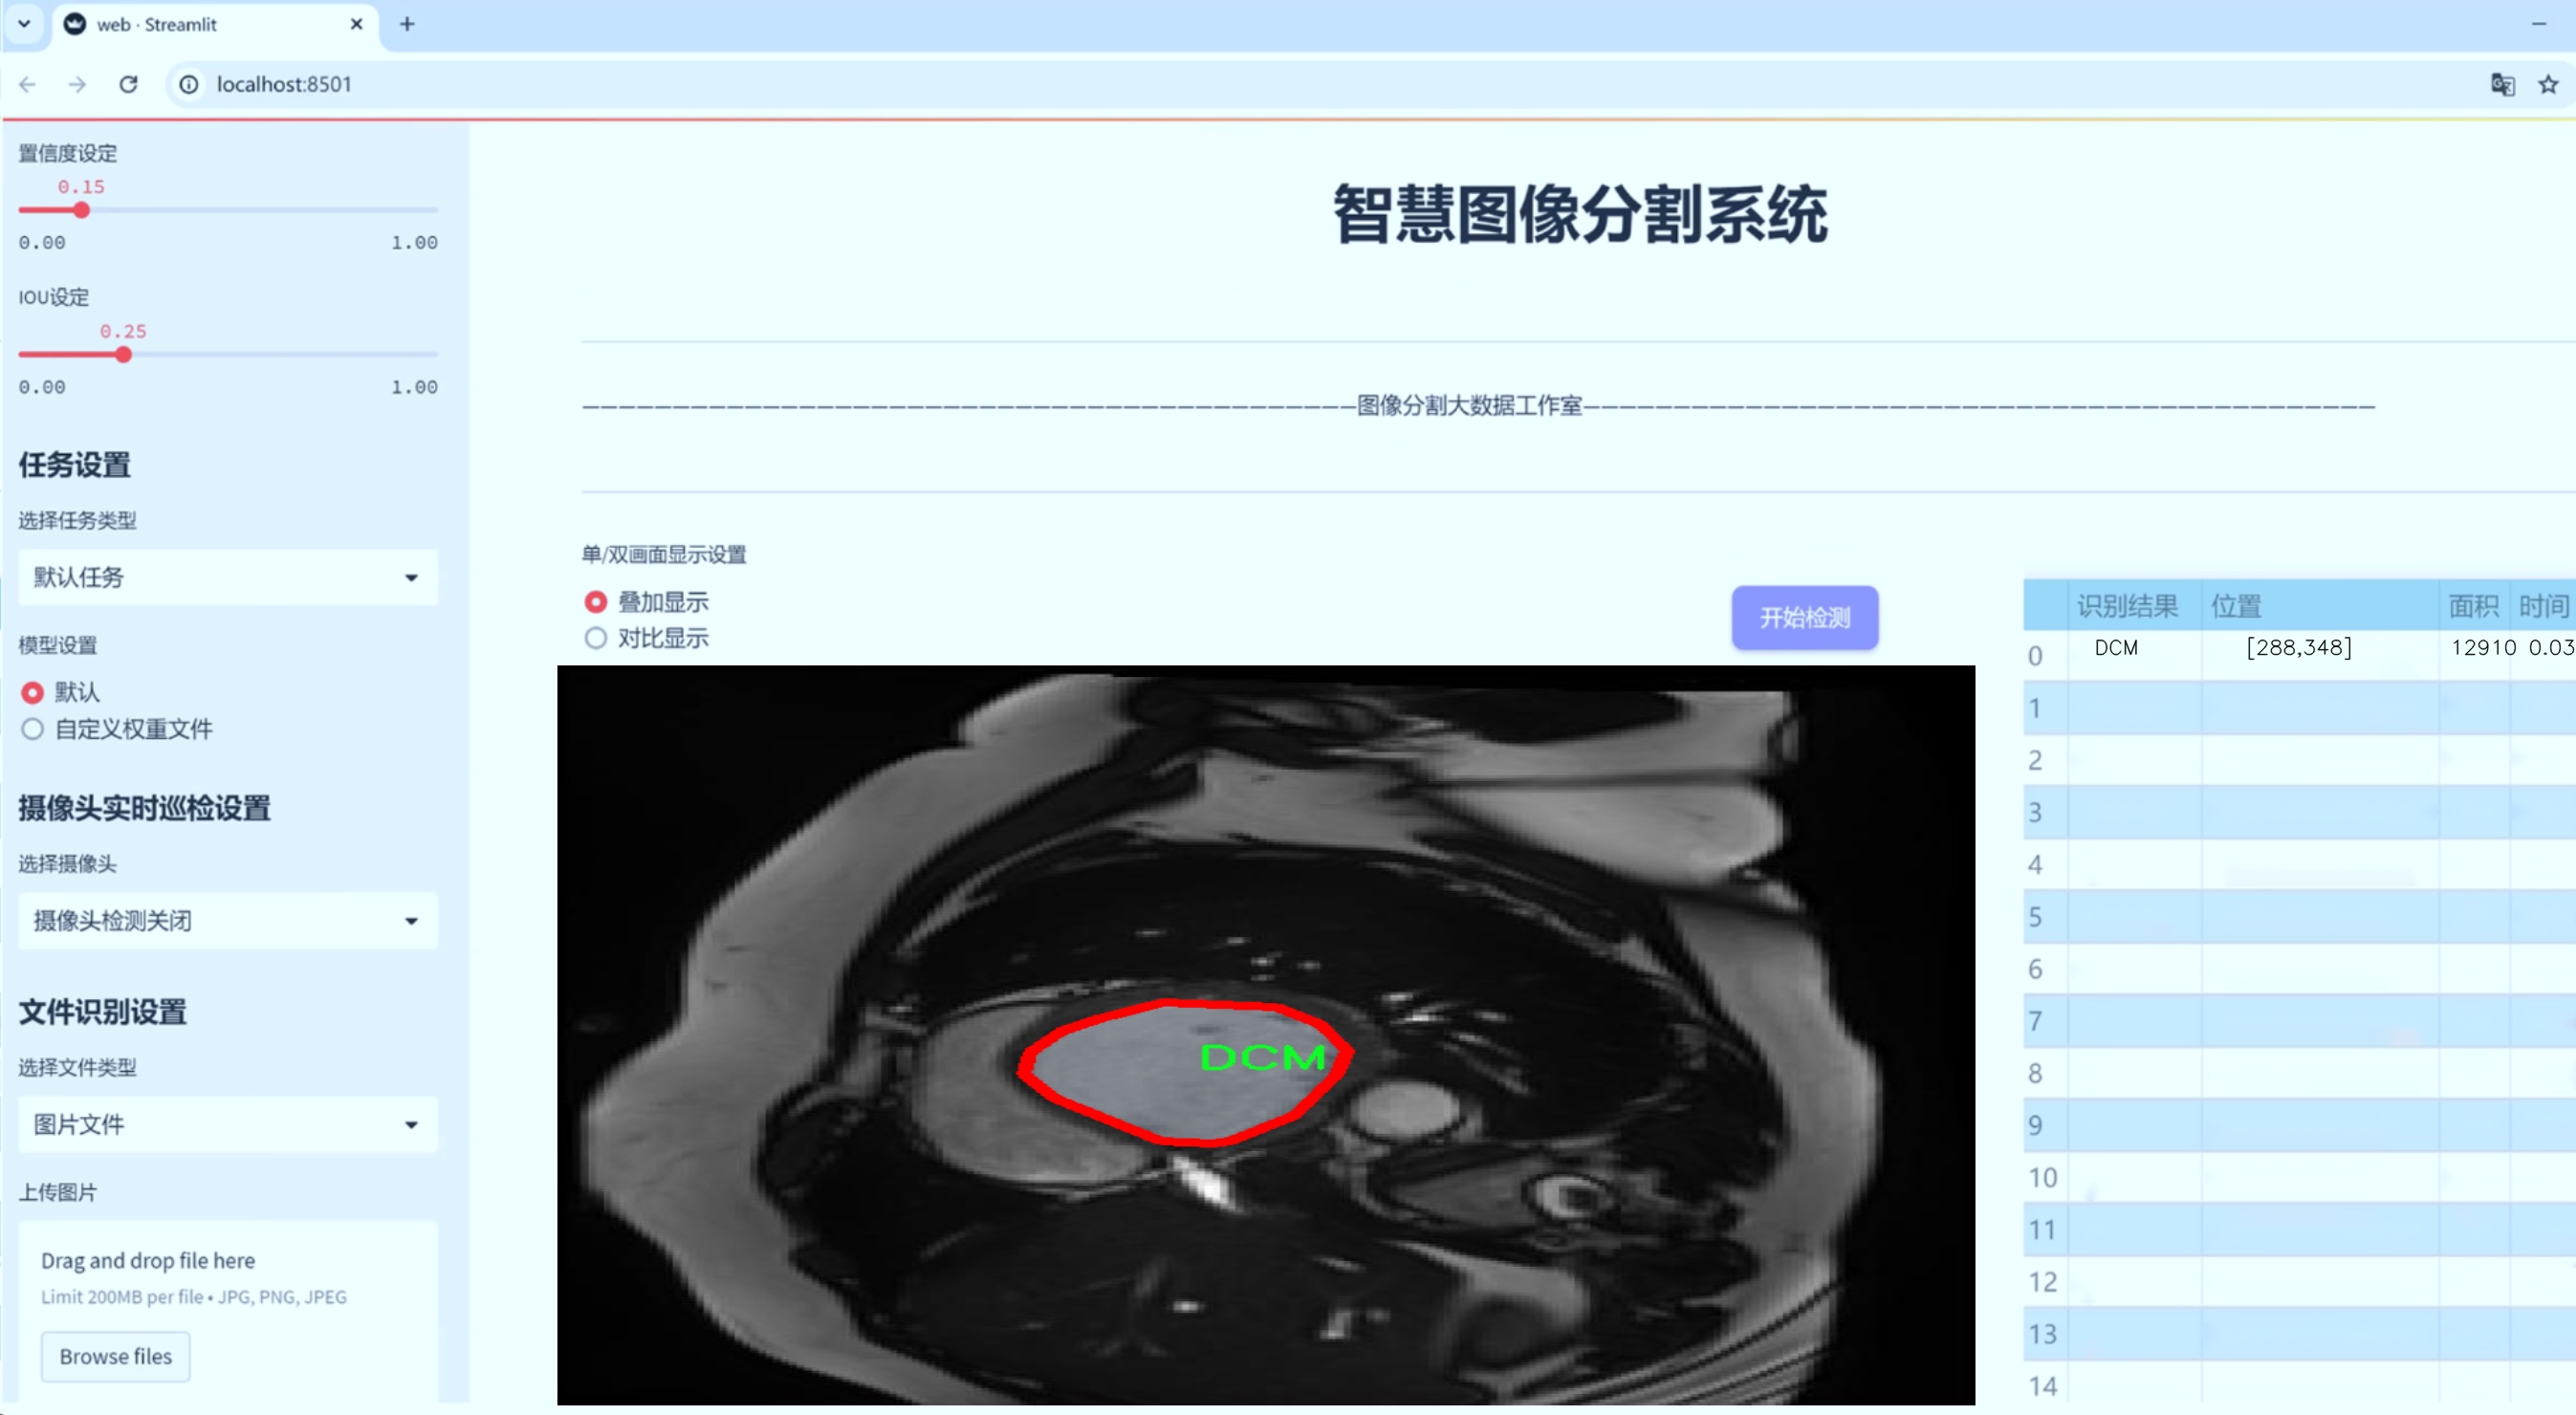 web · Streamlit
localhost:8501
置信度设定
0.15
0.00 1.00
IOU设定
0.25
0.00 1.00
任务设置
选择任务类型
默认任务
模型设置
默认
自定义权重文件
摄像头实时巡检设置
选择摄像头
摄像头检测关闭
文件识别设置
选择文件类型
图片文件
上传图片
Drag and drop file here
Limit 200MB per file • JPG, PNG, JPEG
Browse files
智慧图像分割系统
图像分割大数据工作室
单/双画面显示设置
叠加显示
对比显示
开始检测
DCM
识别结果 位置 面积 时间
0 DCM [288,348] 12910 0.03
1
2
3
4
5
6
7
8
9
10
11
12
13
14